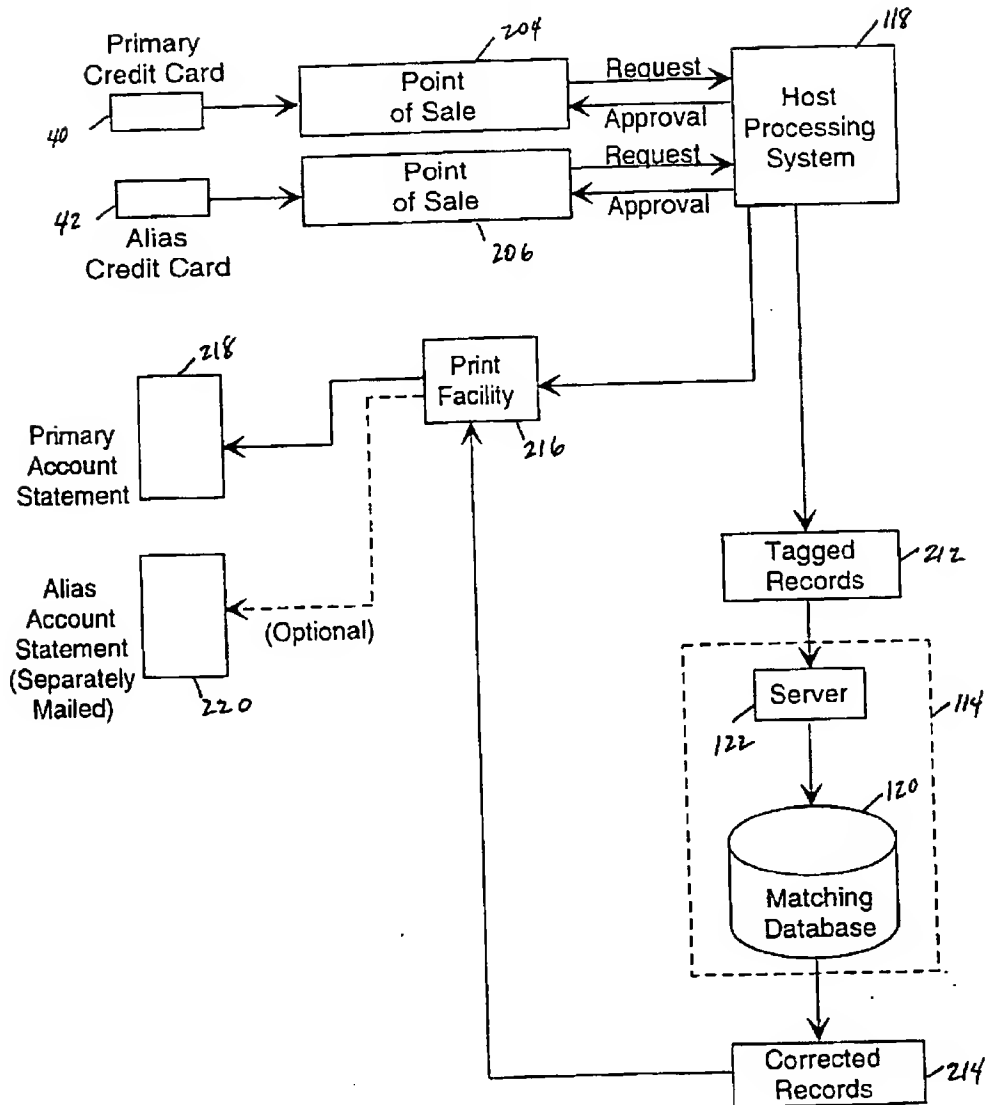 204
118
Primary
Credit Card
Point
of Sale
Request
Approval
Host
Processing
System
40
42
Alias
Credit Card
Point
of Sale
Request
Approval
206
218
Primary
Account
Statement
Print
Facility
216
Tagged
Records
212
Alias
Account
Statement
(Separately
Mailed)
(Optional)
220
Server
122
114
120
Matching
Database
Corrected
Records
214